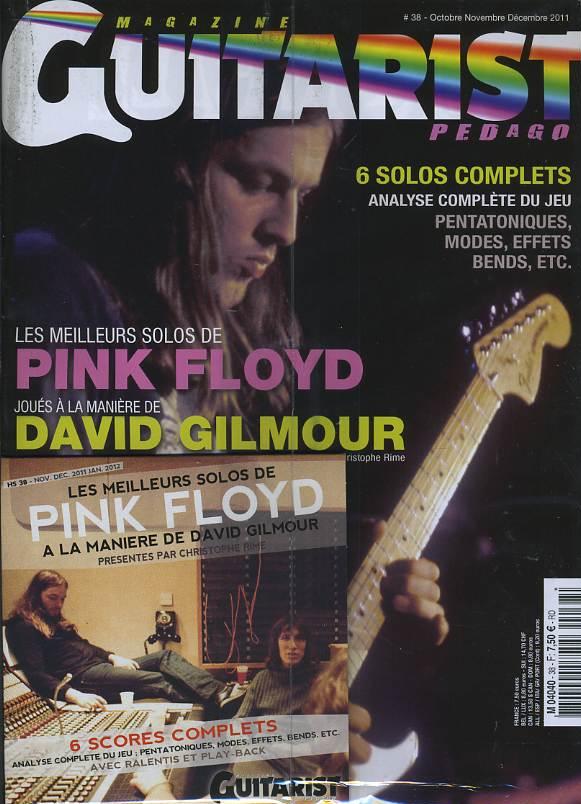 MAGAZINE
# 38 - Octobre Novembre Décembre 2011
GUITARIST
PEDAGO
6 SOLOS COMPLETS
ANALYSE COMPLÈTE DU JEU
PENTATONIQUES,
MODES, EFFETS
BENDS, ETC.
LES MEILLEURS SOLOS DE
PINK FLOYD
JOUÉS À LA MANIÈRE DE
DAVID GILMOUR
ristophe Rime
HS 38 - NOV. DEC. 2011 JAN. 2012
LES MEILLEURS SOLOS DE
PINK FLOYD
A LA MANIERE DE DAVID GILMOUR
PRESENTES PAR CHRISTOPHE RIME
6 SCORES COMPLETS
ANALYSE COMPLETE DU JEU : PENTATONIQUES, MODES, EFFETS, BENDS, ETC.
AVEC RALENTIS ET PLAY-BACK
GUITARIST
M 04040 - 38 - F: 7,50 € - RD